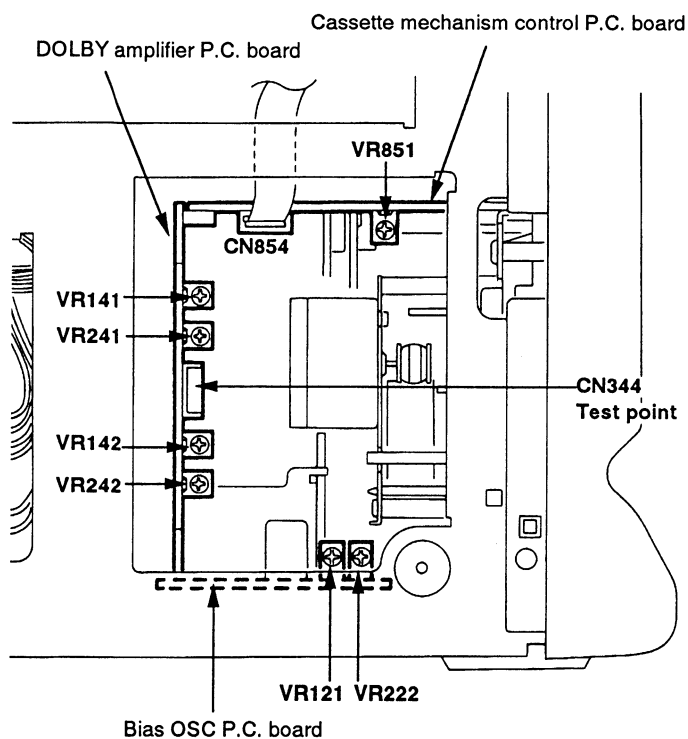 Cassette mechanism control P.C. board
DOLBY amplifier P.C. board
VR851
CN854
VR141
VR241
CN344
Test point
VR142
VR242
VR121 VR222
Bias OSC P.C. board